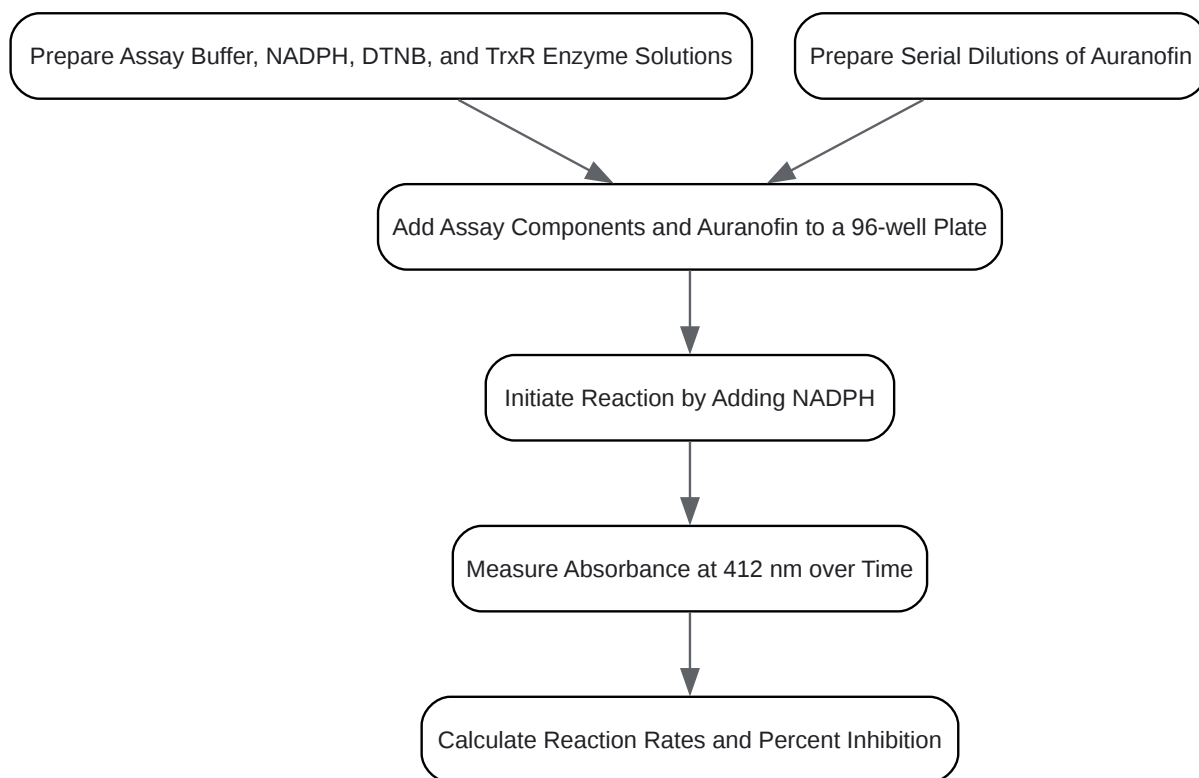 Prepare Assay Buffer, NADPH, DTNB, and TrxR Enzyme Solutions
Prepare Serial Dilutions of Auranofin
Add Assay Components and Auranofin to a 96-well Plate
Initiate Reaction by Adding NADPH
Measure Absorbance at 412 nm over Time
Calculate Reaction Rates and Percent Inhibition